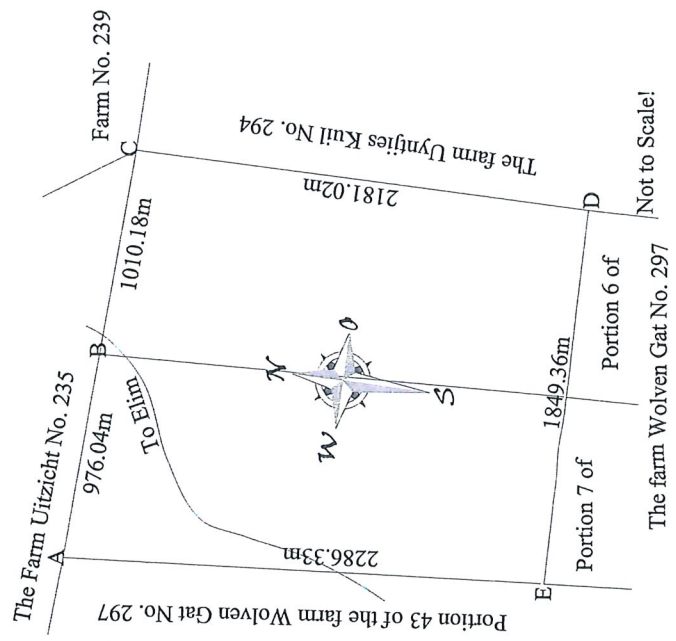 Farm No. 239
The Farm Uitzicht No. 235
A
976.04m
B
1010.18m
C
To Elim
The farm Uyntjies Kuil No. 294
2181.02m
N
W
O
S
2286.33m
Portion 43 of the farm Wolven Gat No. 297
1849.36m
D
E
Portion 7 of
Portion 6 of
The farm Wolven Gat No. 297
Not to Scale!